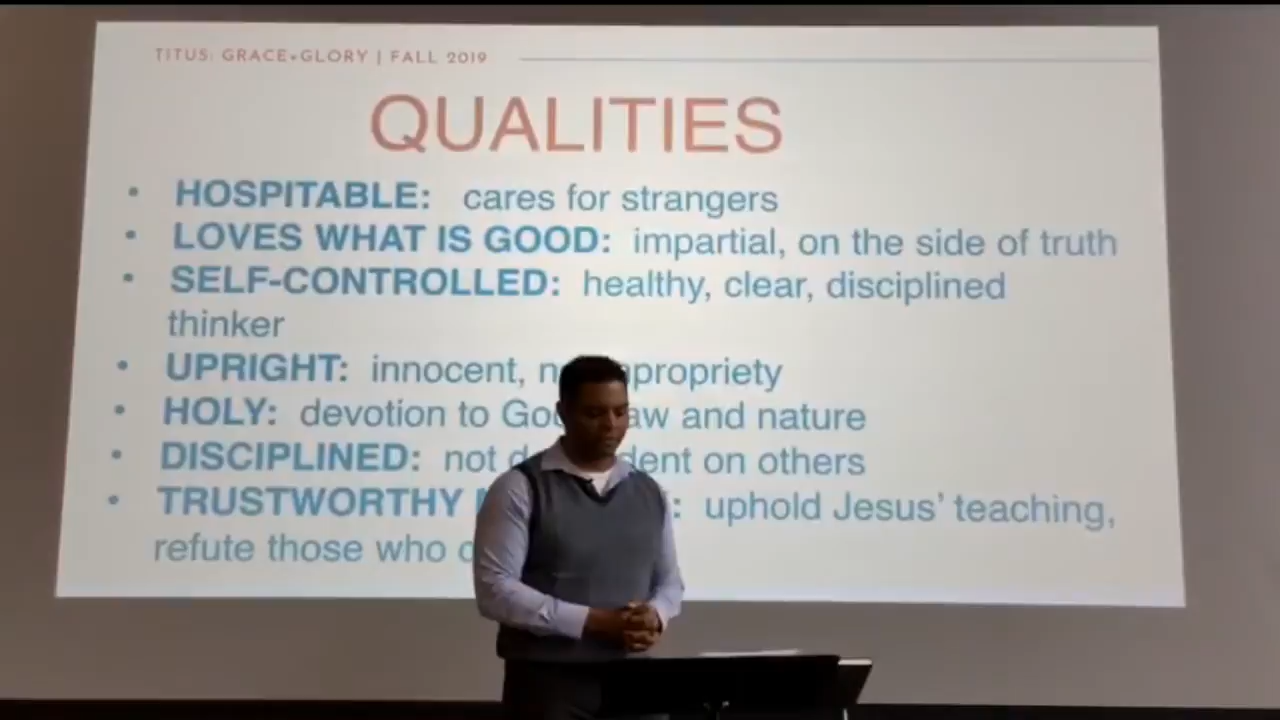 TITUS: GRACE+GLORY | FALL 2019
QUALITIES
• HOSPITABLE: cares for strangers
• LOVES WHAT IS GOOD: impartial, on the side of truth
• SELF-CONTROLLED: healthy, clear, disciplined
thinker
• UPRIGHT: innocent,
• HOLY: devotion to and nature
• DISCIPLINED: not on others
• TRUSTWORTHY : uphold Jesus’ teaching,
refute those who